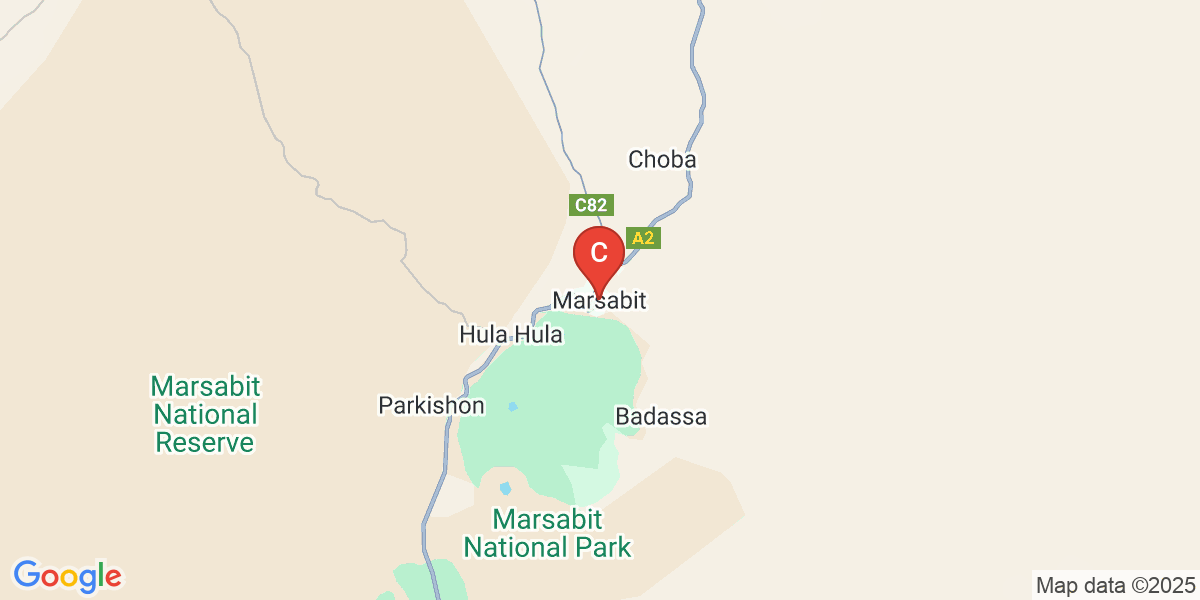 Choba
C82
A2
C
Marsabit
Hula Hula
Marsabit
National
Reserve
Parkishon
Badassa
Marsabit
National Park
Google
Map data ©2025